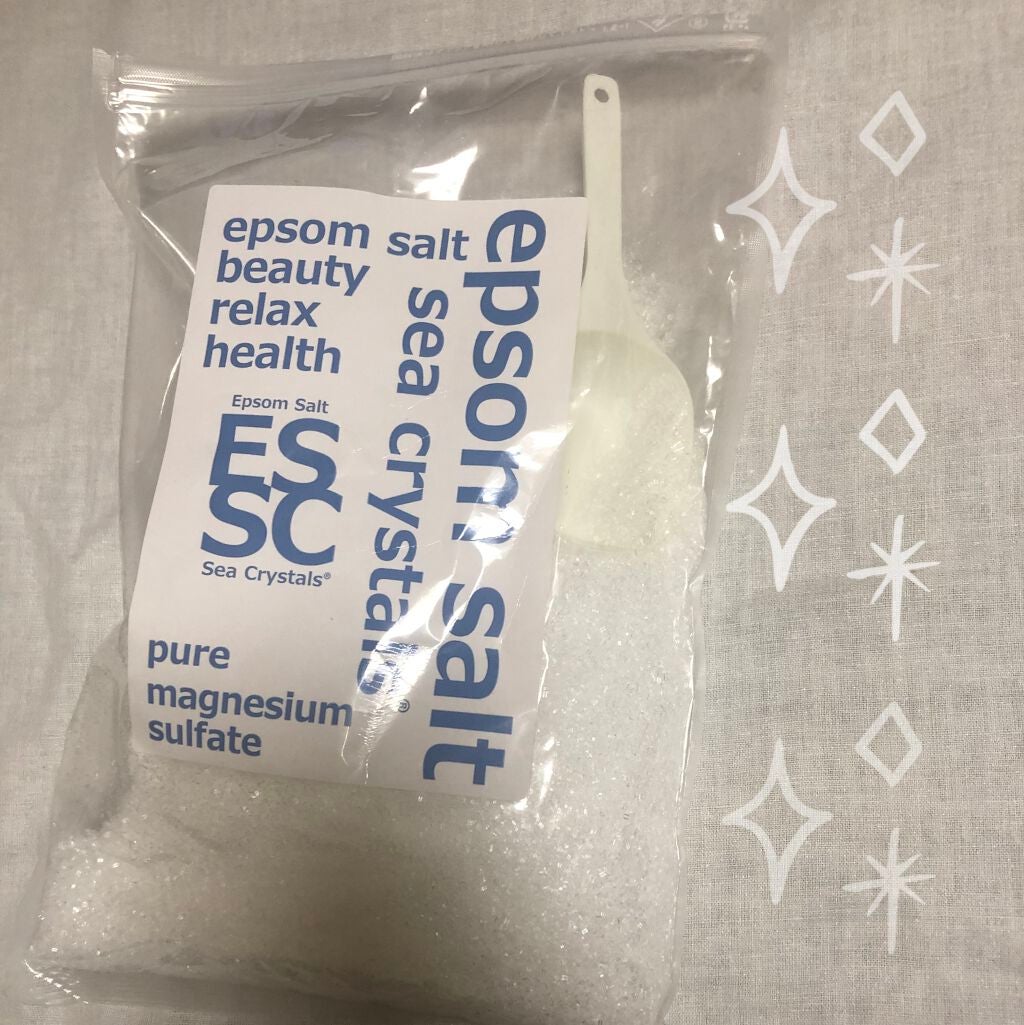 epsom salt
beauty
relax
health
Epsom Salt
ES
SC
Sea Crystals®
pure
magnesium
sulfate
sea crystals®
epsom salt